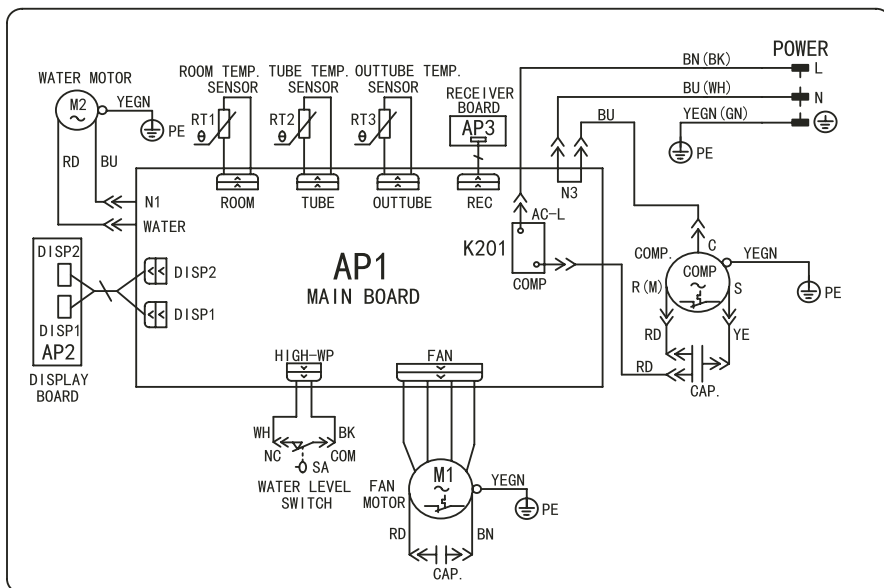 POWER
BN(BK)
L
ROOM TEMP.
SENSOR
TUBE TEMP.
SENSOR
OUTTUBE TEMP.
SENSOR
WATER MOTOR
RECEIVER
BOARD
BU(WH)
N
M2
YEGN
PE
RT1
θ
RT2
θ
RT3
θ
AP3
BU
YEGN(GN)
PE
RD
BU
N1
WATER
ROOM
TUBE
OUTTUBE
REC
N3
AC-L
K201
COMP
AP1
MAIN BOARD
DISP2
DISP1
AP2
DISPLAY
BOARD
DISP2
DISP1
COMP.
C
COMP
YEGN
PE
R(M)
S
RD
YE
RD
CAP.
HIGH-WP
FAN
WH
BK
NC
COM
SA
WATER LEVEL
SWITCH
FAN
MOTOR
M1
YEGN
PE
RD
BN
CAP.